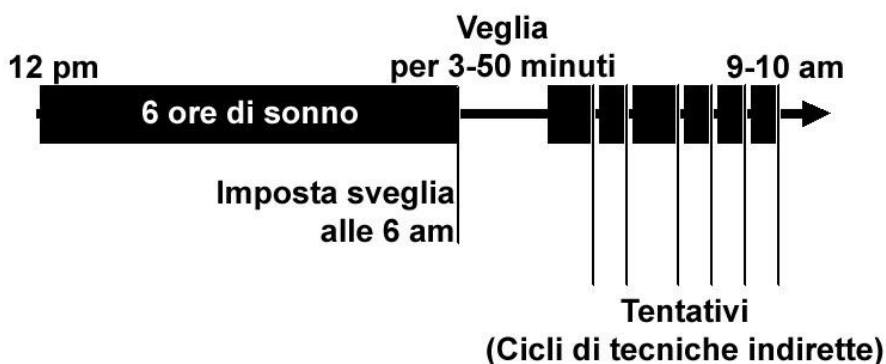 Veglia
12 pm
per 3-50 minuti
9-10 am
6 ore di sonno
Imposta sveglia
alle 6 am
Tentativi
(Cicli di tecniche indirette)